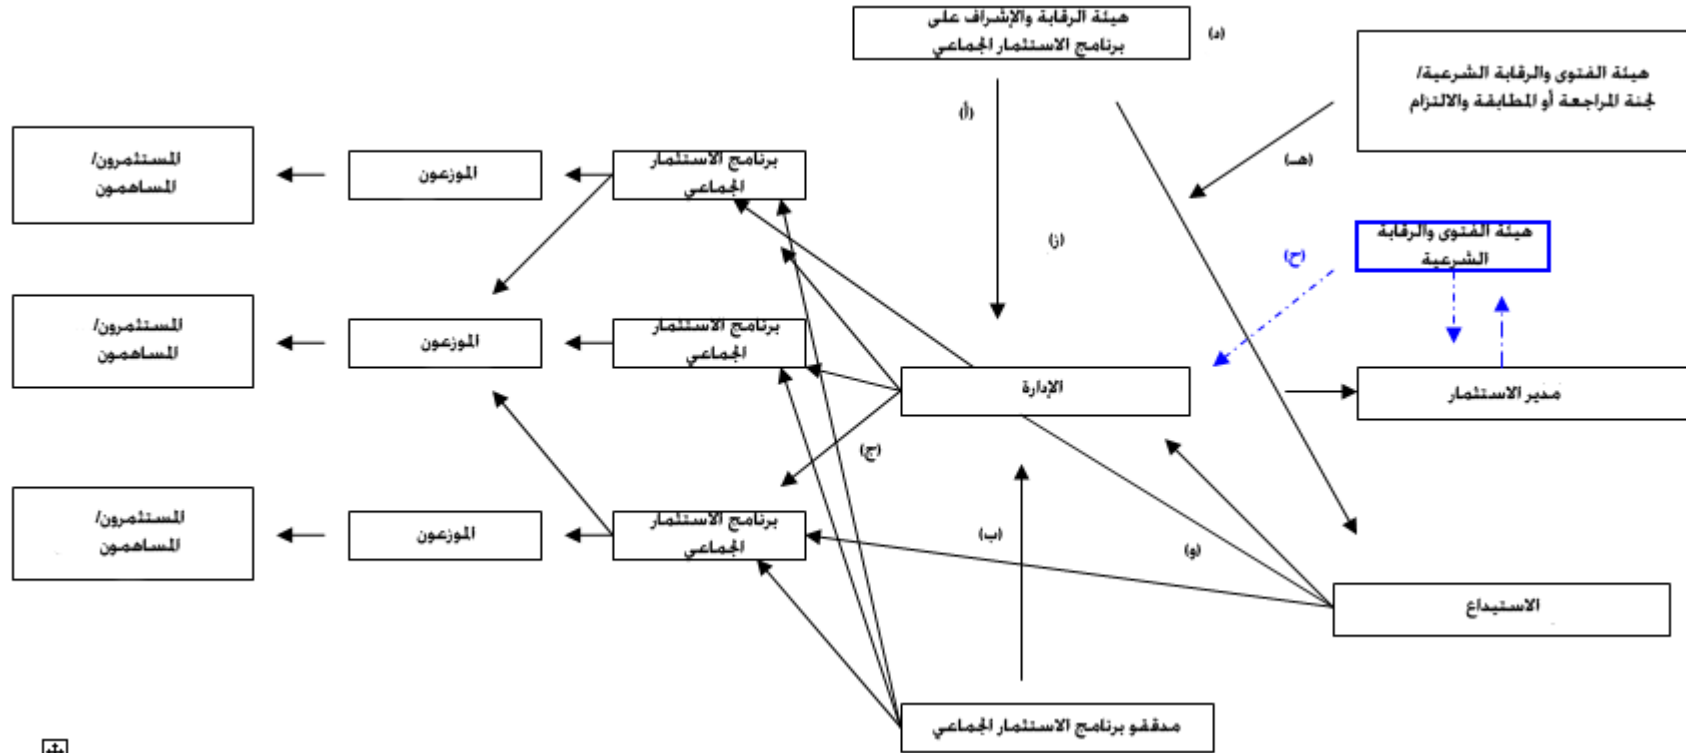 هيئة الرقابة والإشراف على
برنامج الاستثمار الجماعي
(د)
هيئة الفتوى والرقابة الشرعية/
لجنة المراجعة أو المطابقة والالتزام
(أ)
(هـ)
المستثمرون/
المساهمون
الموزعون
برنامج الاستثمار
الجماعي
(ز)
هيئة الفتوى والرقابة
الشرعية
(ح)
المستثمرون/
المساهمون
الموزعون
برنامج الاستثمار
الجماعي
الإدارة
مدير الاستثمار
(ج)
المستثمرون/
المساهمون
الموزعون
برنامج الاستثمار
الجماعي
(ب)
(و)
الاستيداع
مدققو برنامج الاستثمار الجماعي